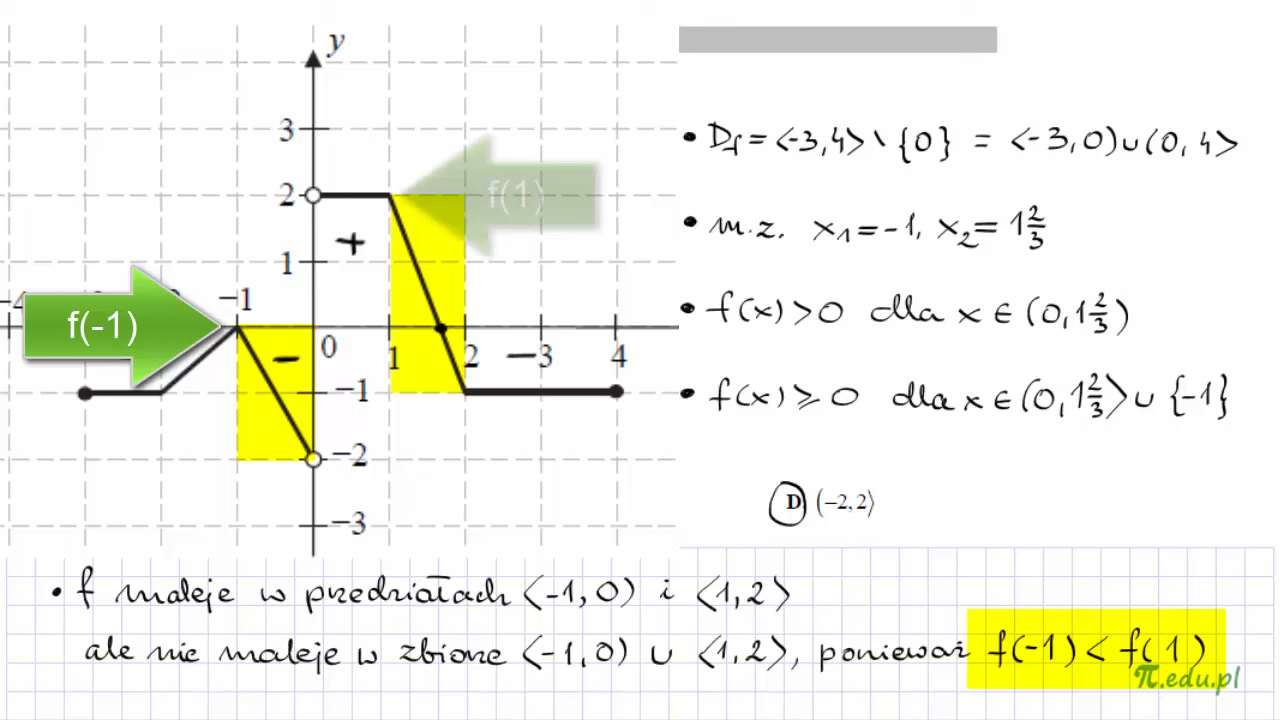 y
3
2
1
-4
−1
0
1
2
3
4
−1
−2
−3
+
−
−
f(1)
f(-1)
• Df = <-3,4> \ {0} = <-3,0) ∪ (0,4>
• m.z. x₁ = -1, x₂ = 1⅔
• f(x) > 0 dla x ∈ (0, 1⅔)
• f(x) ⩾ 0 dla x ∈ (0, 1⅔> ∪ {-1}
D (−2, 2⟩
• f maleje w przedziałach <-1,0) i <1,2>
ale nie maleje w zbiorze <-1,0) ∪ <1,2>, ponieważ f(-1) < f(1)
π.edu.pl